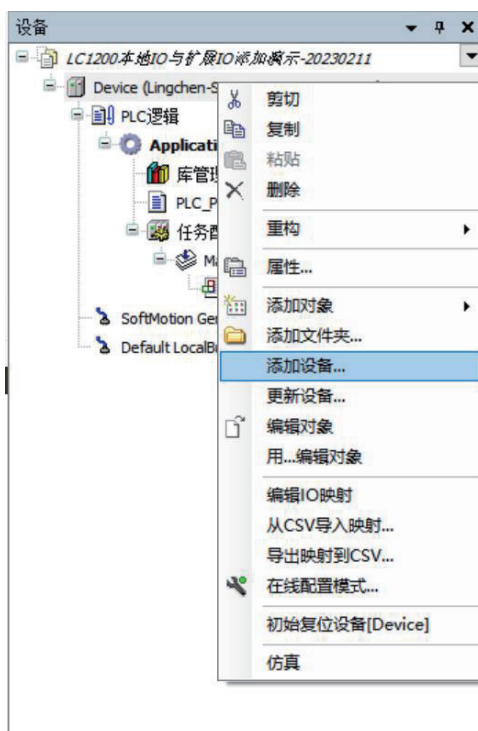 设备
LC1200本地IO与扩展IO添加演示-20230211
Device (Lingchen-S
PLC逻辑
Applicati
库管理
PLC_P
任务配
Ma
SoftMotion Gen
Default LocalBu
剪切
复制
粘贴
删除
重构
属性...
添加对象
添加文件夹...
添加设备...
更新设备...
编辑对象
用...编辑对象
编辑IO映射
从CSV导入映射...
导出映射到CSV...
在线配置模式...
初始复位设备[Device]
仿真